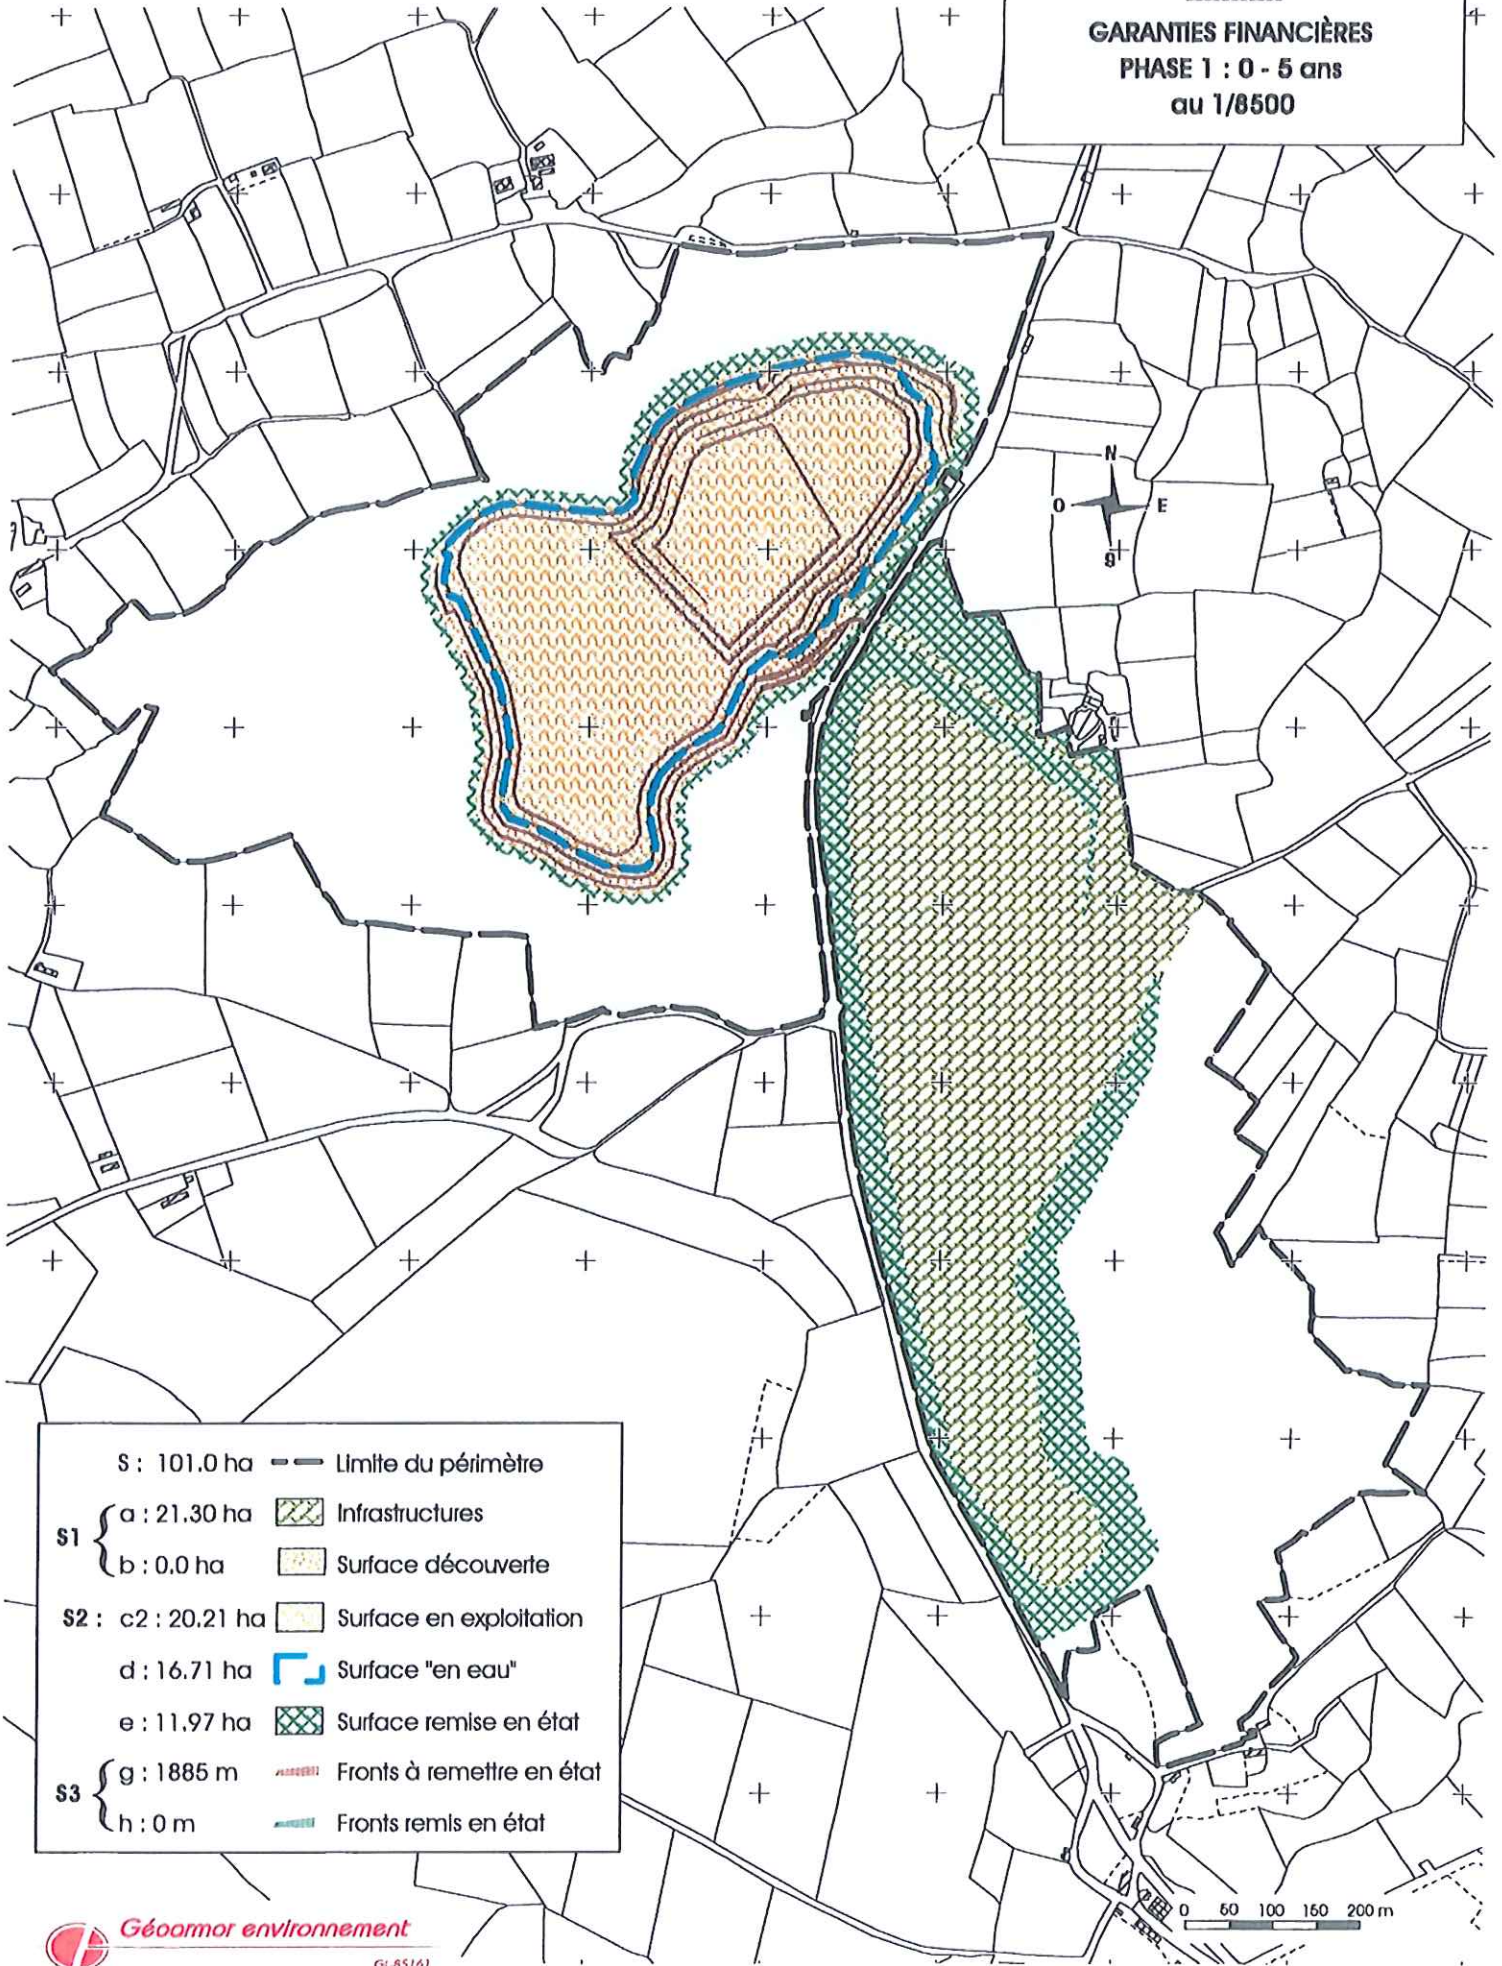 GARANTIES FINANCIÈRES
PHASE 1 : 0 - 5 ans
au 1/8500
N
O
E
S
S : 101.0 ha Limite du périmètre
S1
a : 21.30 ha Infrastructures
b : 0.0 ha Surface découverte
S2 : c2 : 20.21 ha Surface en exploitation
d : 16.71 ha Surface "en eau"
e : 11.97 ha Surface remise en état
S3
g : 1885 m Fronts à remettre en état
h : 0 m Fronts remis en état
0 50 100 150 200 m
Géoarmor environnement